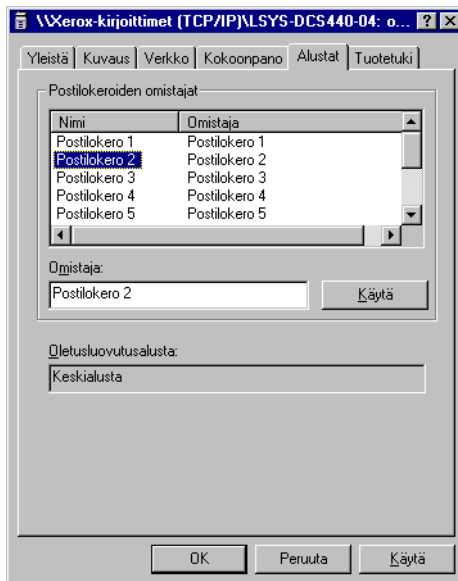 \\Xerox-kirjoittimet (TCP/IP)\LSYS-DCS440-04: o...
Yleistä Kuvaus Verkko Kokoonpano Alustat Tuotetuki
Postilokeroiden omistajat
Nimi Omistaja
Postilokero 1 Postilokero 1
Postilokero 2 Postilokero 2
Postilokero 3 Postilokero 3
Postilokero 4 Postilokero 4
Postilokero 5 Postilokero 5
Omistaja:
Postilokero 2 Käytä
Oletusluovutusalusta:
Keskialusta
OK Peruuta Käytä